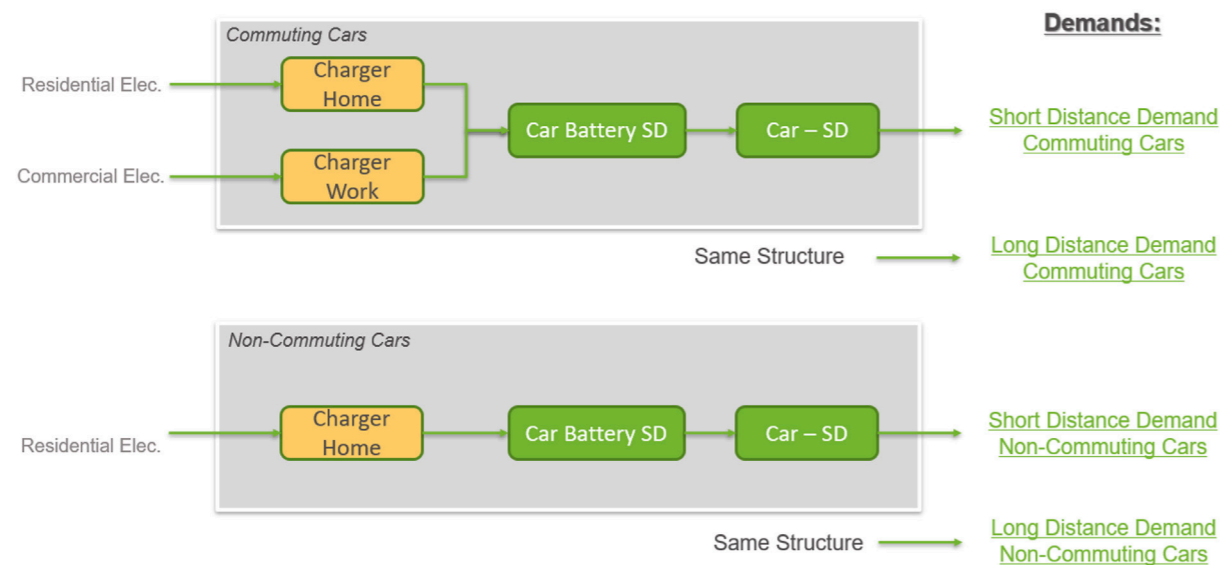 Demands:
Commuting Cars
Residential Elec.
Charger
Home
Commercial Elec.
Charger
Work
Car Battery SD
Car – SD
Short Distance Demand
Commuting Cars
Same Structure
Long Distance Demand
Commuting Cars
Non-Commuting Cars
Residential Elec.
Charger
Home
Car Battery SD
Car – SD
Short Distance Demand
Non-Commuting Cars
Same Structure
Long Distance Demand
Non-Commuting Cars